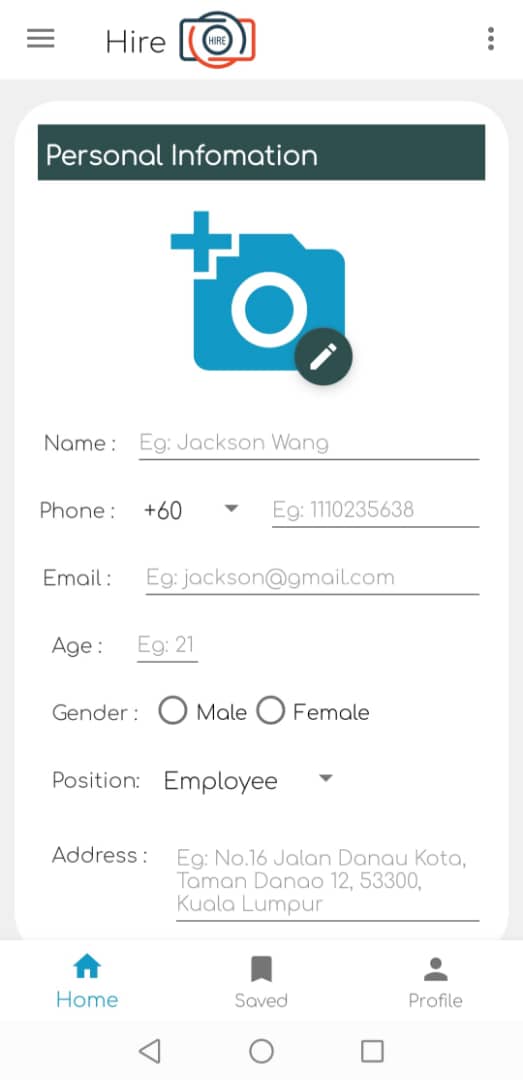 Hire HIRE
Personal Infomation
Name : Eg: Jackson Wang
Phone : +60 Eg: 1110235638
Email : Eg: jackson@gmail.com
Age : Eg: 21
Gender : Male Female
Position: Employee
Address : Eg: No.16 Jalan Danau Kota,
Taman Danao 12, 53300,
Kuala Lumpur
Home Saved Profile